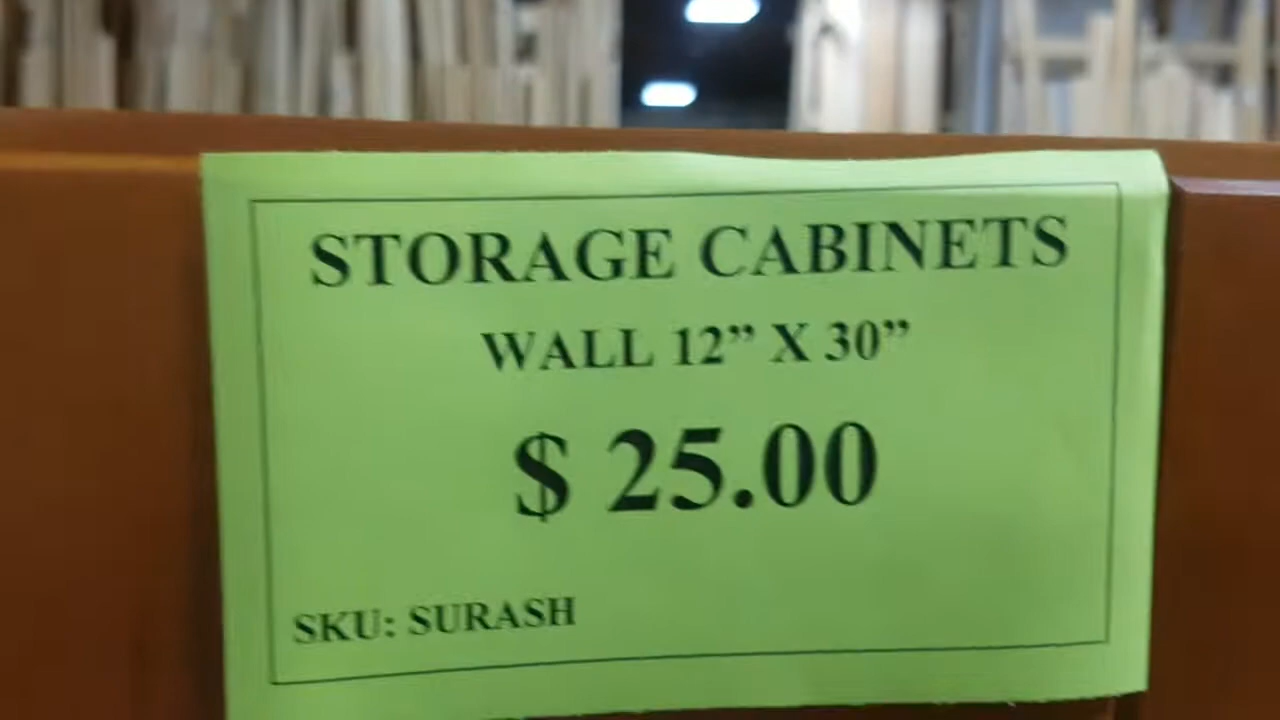 STORAGE CABINETS
WALL 12” X 30”
$ 25.00
SKU: SURASH